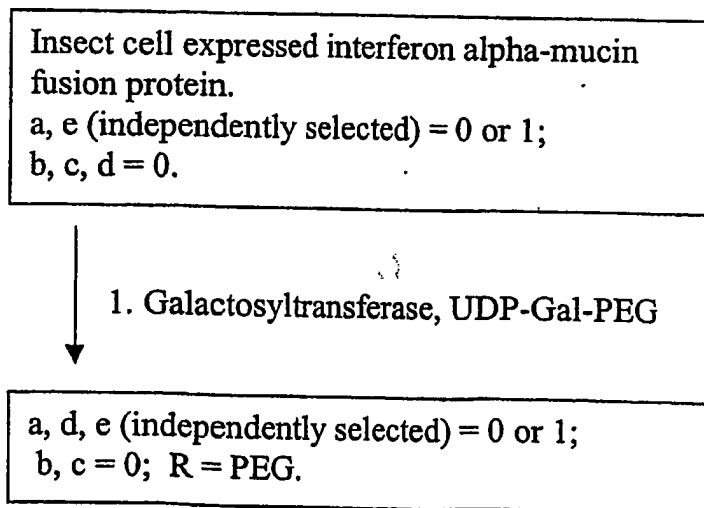 Insect cell expressed interferon alpha-mucin
fusion protein.
a, e (independently selected) = 0 or 1;
b, c, d = 0.
1. Galactosyltransferase, UDP-Gal-PEG
a, d, e (independently selected) = 0 or 1;
b, c = 0; R = PEG.